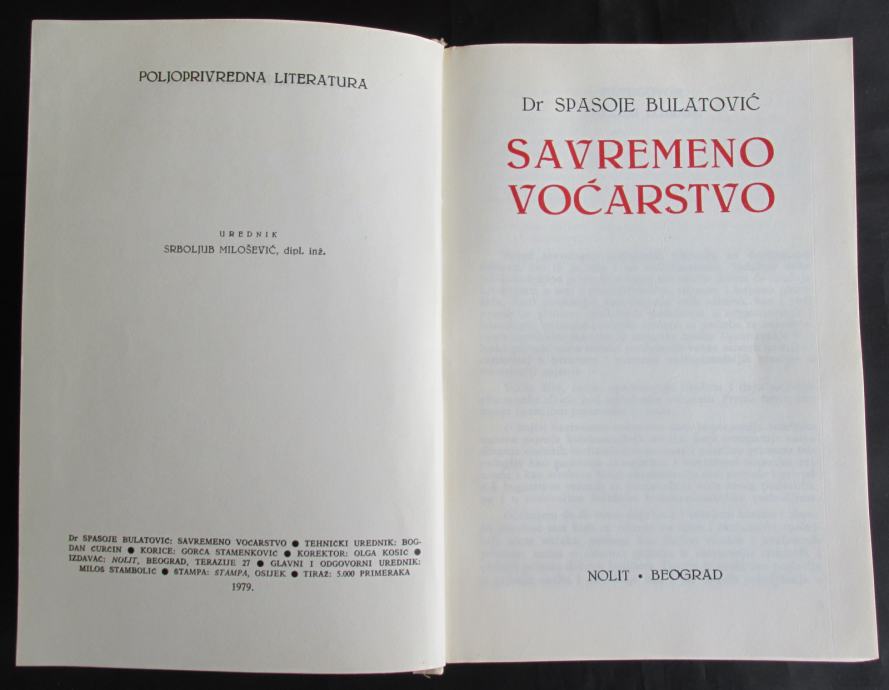 POLJOPRIVREDNA LITERATURA
UREDNIK
SRBOLJUB MILOŠEVIĆ, dipl. inž.
Dr SPASOJE BULATOVIĆ: SAVREMENO VOĆARSTVO ● TEHNIČKI UREDNIK: BOG-
DAN ĆURČIN ● KORICE: GORČA STAMENKOVIĆ ● KOREKTOR: OLGA KOSIĆ ●
IZDAVAČ: NOLIT, BEOGRAD, TERAZIJE 27 ● GLAVNI I ODGOVORNI UREDNIK:
MILOŠ STAMBOLIĆ ● ŠTAMPA: ŠTAMPA, OSIJEK ● TIRAŽ: 5.000 PRIMERAKA
1979.
Dr SPASOJE BULATOVIĆ
SAVREMENO
VOĆARSTVO
NOLIT • BEOGRAD